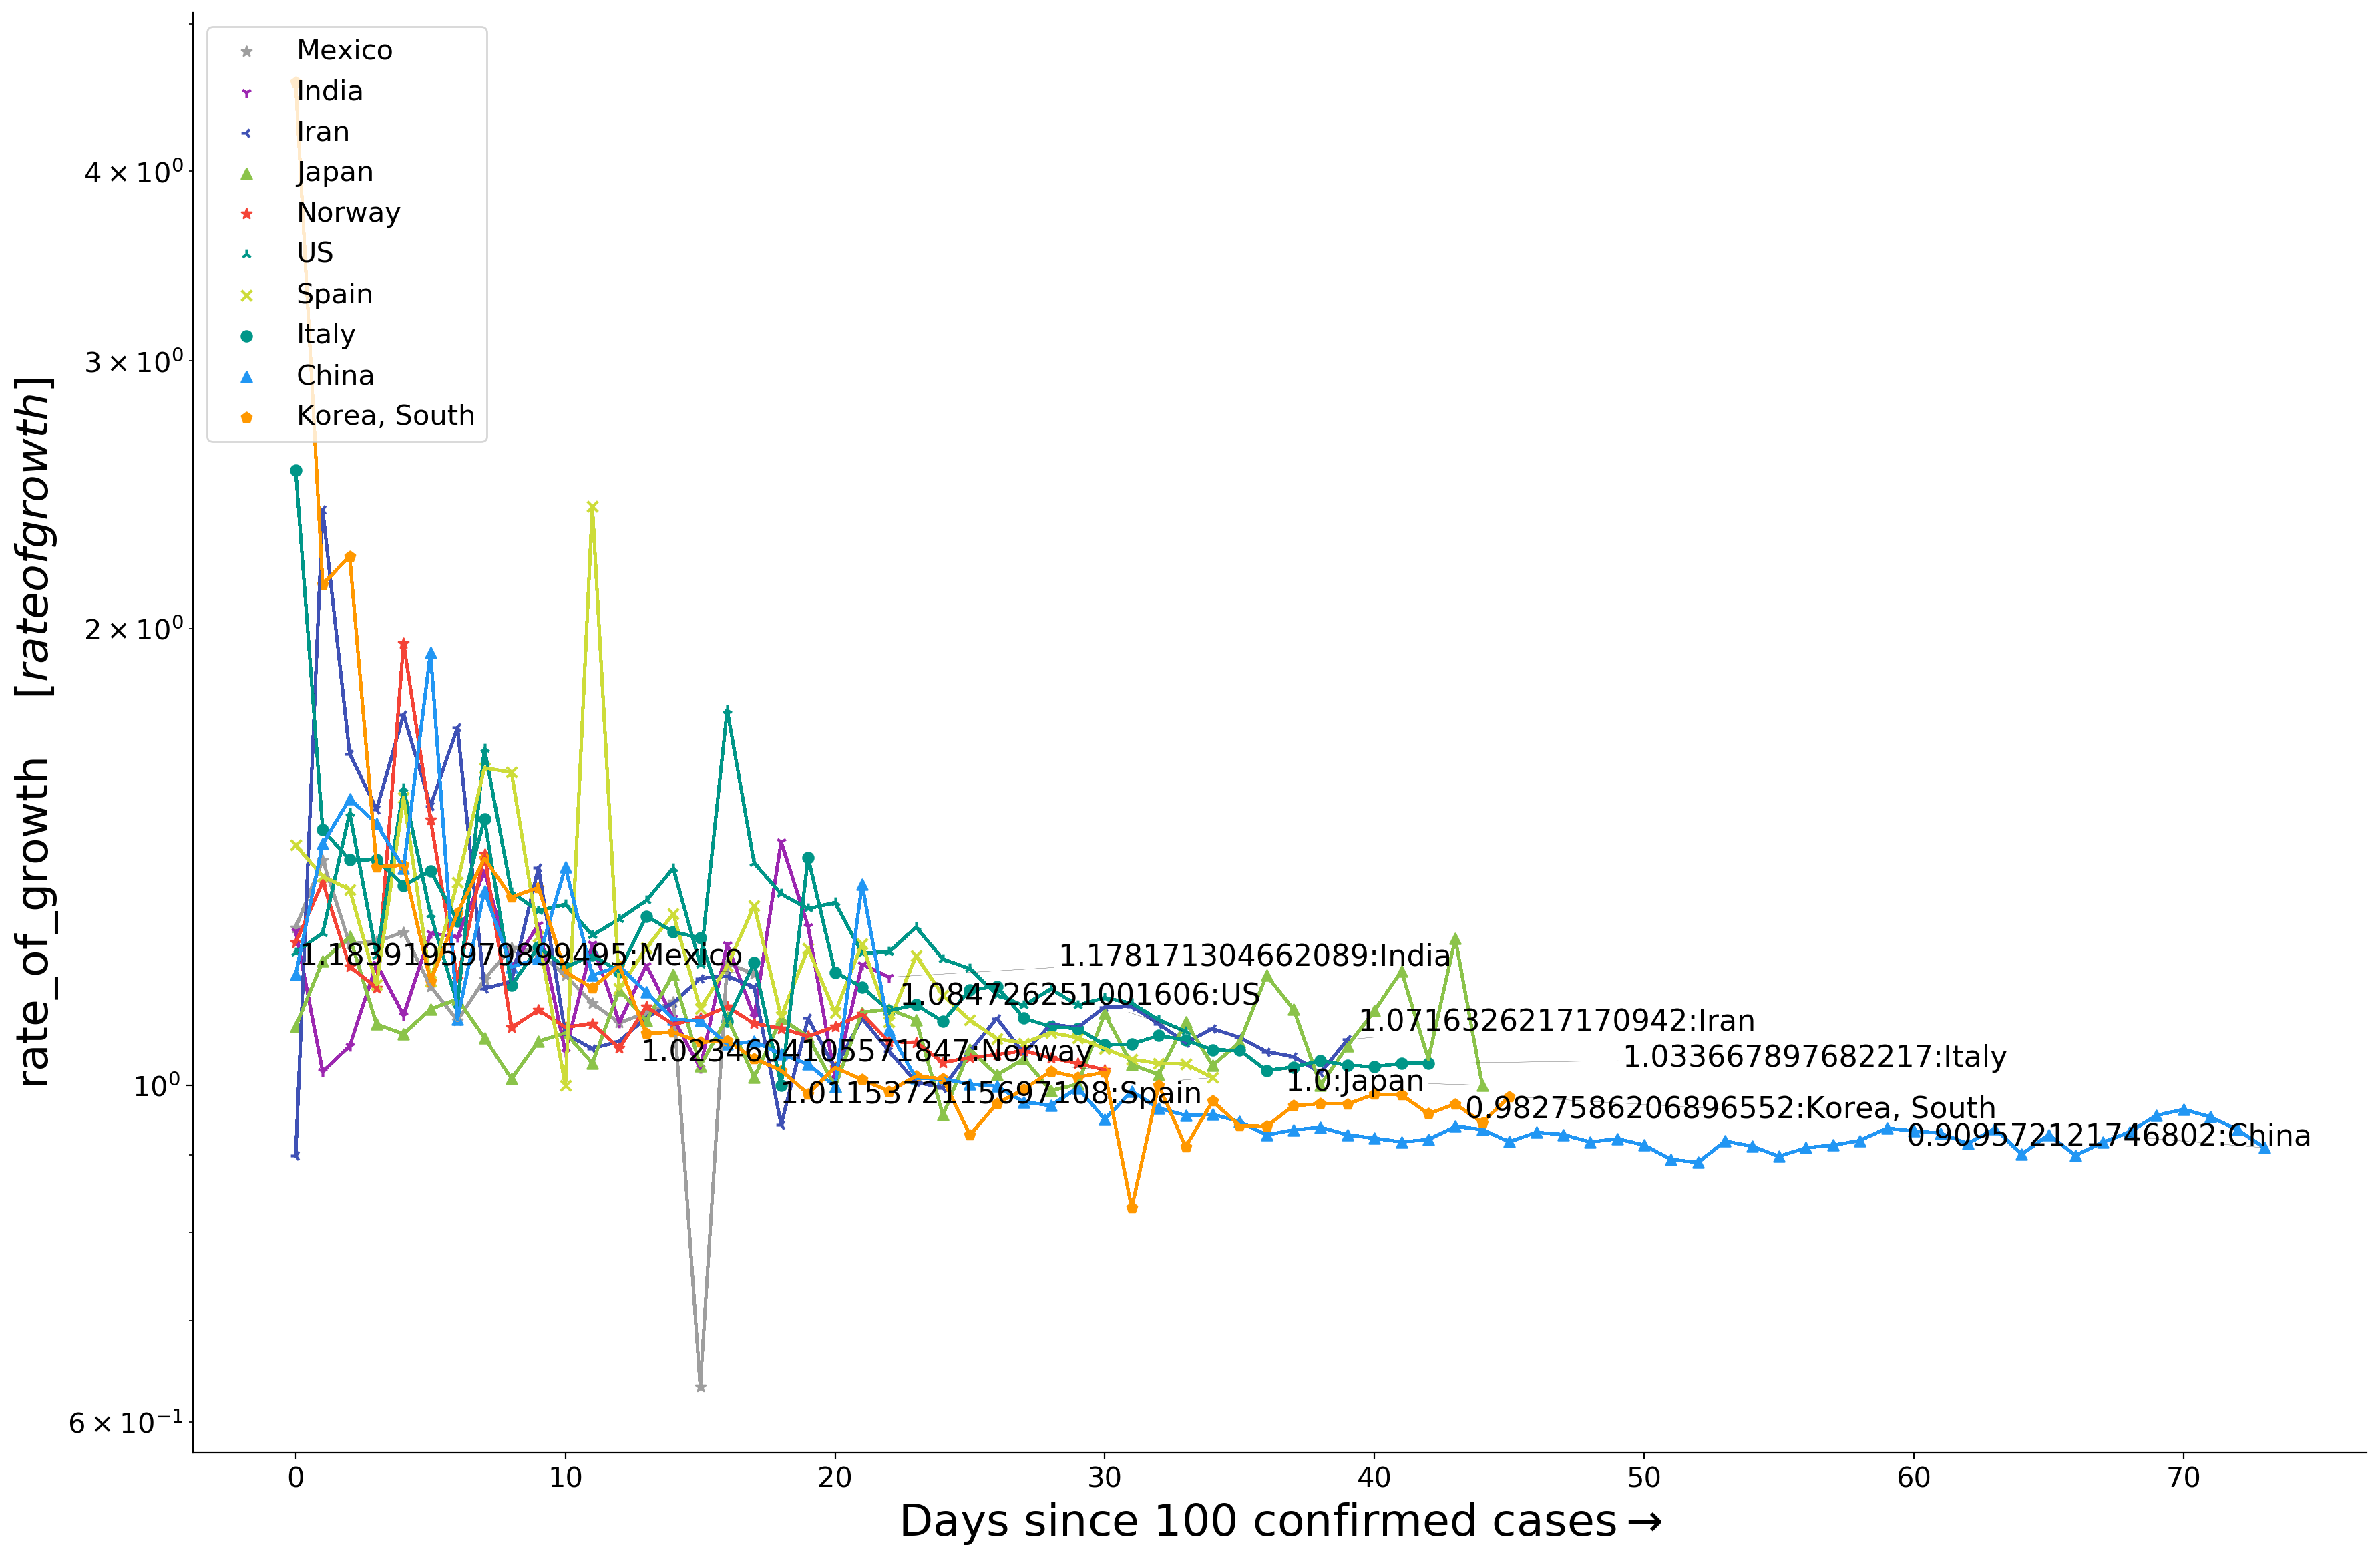 Mexico
India
Iran
Japan
Norway
US
Spain
Italy
China
Korea, South
4 × 10⁰
3 × 10⁰
2 × 10⁰
10⁰
6 × 10⁻¹
rate_of_growth [rateofgrowth]
1.1839195979899495:Mexico
1.178171304662089:India
1.084726251001606:US
1.0716326217170942:Iran
1.0234604105571847:Norway
1.033667897682217:Italy
1.0115372115697108:Spain
1.0:Japan
0.9827586206896552:Korea, South
0.909572121746802:China
0 10 20 30 40 50 60 70
Days since 100 confirmed cases→